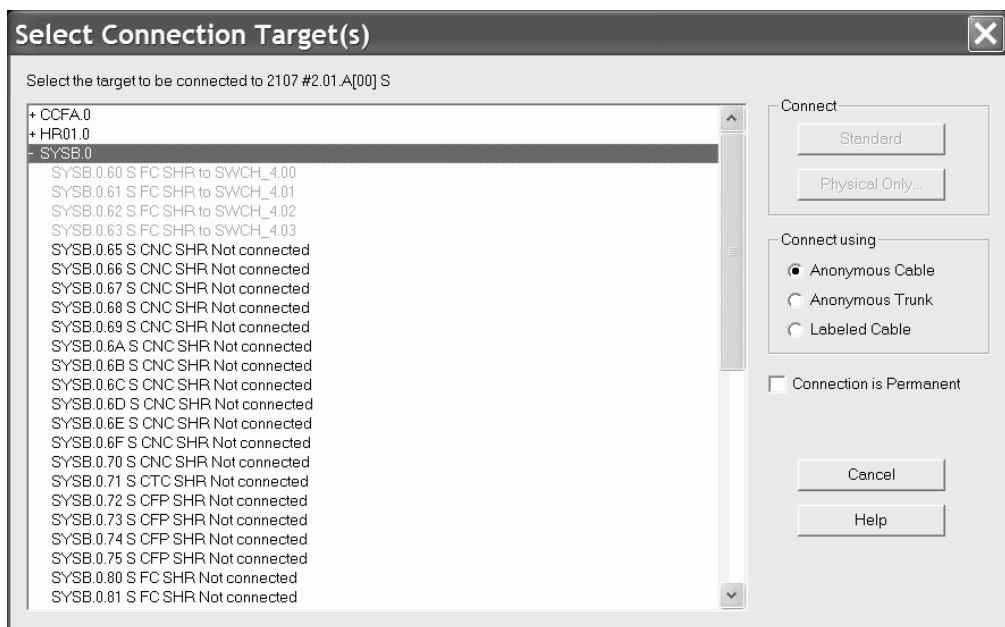 Select Connection Target(s)
Select the target to be connected to 2107 #2.01.A[00] S
+ CCFA.0
+ HR01.0
- SYSB.0
SYSB.0.60 S FC SHR to SWCH_4.00
SYSB.0.61 S FC SHR to SWCH_4.01
SYSB.0.62 S FC SHR to SWCH_4.02
SYSB.0.63 S FC SHR to SWCH_4.03
SYSB.0.65 S CNC SHR Not connected
SYSB.0.66 S CNC SHR Not connected
SYSB.0.67 S CNC SHR Not connected
SYSB.0.68 S CNC SHR Not connected
SYSB.0.69 S CNC SHR Not connected
SYSB.0.6A S CNC SHR Not connected
SYSB.0.6B S CNC SHR Not connected
SYSB.0.6C S CNC SHR Not connected
SYSB.0.6D S CNC SHR Not connected
SYSB.0.6E S CNC SHR Not connected
SYSB.0.6F S CNC SHR Not connected
SYSB.0.70 S CNC SHR Not connected
SYSB.0.71 S CTC SHR Not connected
SYSB.0.72 S CFP SHR Not connected
SYSB.0.73 S CFP SHR Not connected
SYSB.0.74 S CFP SHR Not connected
SYSB.0.75 S CFP SHR Not connected
SYSB.0.80 S FC SHR Not connected
SYSB.0.81 S FC SHR Not connected
Connect
Standard
Physical Only...
Connect using
Anonymous Cable
Anonymous Trunk
Labeled Cable
Connection is Permanent
Cancel
Help